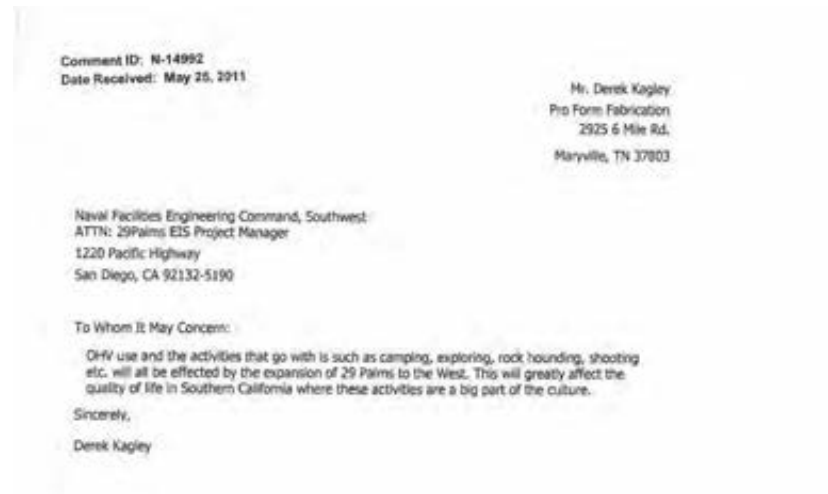 Comment ID: N-14992
Date Received: May 25, 2011
Mr. Derek Kagley
Pro Form Fabrication
2925 6 Mile Rd.
Maryville, TN 37803
Naval Facilities Engineering Command, Southwest
ATTN: 29Palms EIS Project Manager
1220 Pacific Highway
San Diego, CA 92132-5190
To Whom It May Concern:
OHV use and the activities that go with is such as camping, exploring, rock hounding, shooting
etc. will all be effected by the expansion of 29 Palms to the West. This will greatly affect the
quality of life in Southern California where these activities are a big part of the culture.
Sincerely,
Derek Kagley